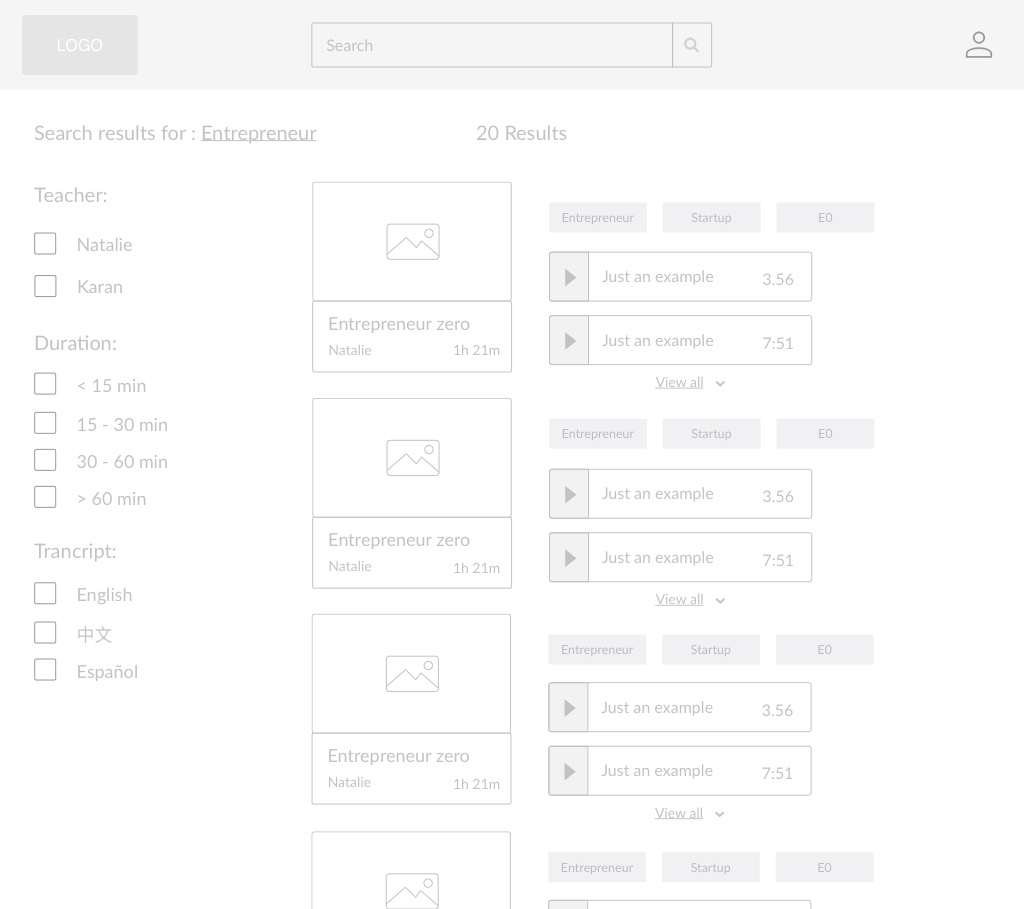 LOGO
Search
Search results for : Entrepreneur
20 Results
Teacher:
Natalie
Karan
Duration:
< 15 min
15 - 30 min
30 - 60 min
> 60 min
Trancript:
English
中文
Español
Entrepreneur zero
Natalie 1h 21m
Entrepreneur Startup E0
Just an example 3.56
Just an example 7:51
View all
Entrepreneur zero
Natalie 1h 21m
Entrepreneur Startup E0
Just an example 3.56
Just an example 7:51
View all
Entrepreneur zero
Natalie 1h 21m
Entrepreneur Startup E0
Just an example 3.56
Just an example 7:51
View all
Entrepreneur Startup E0